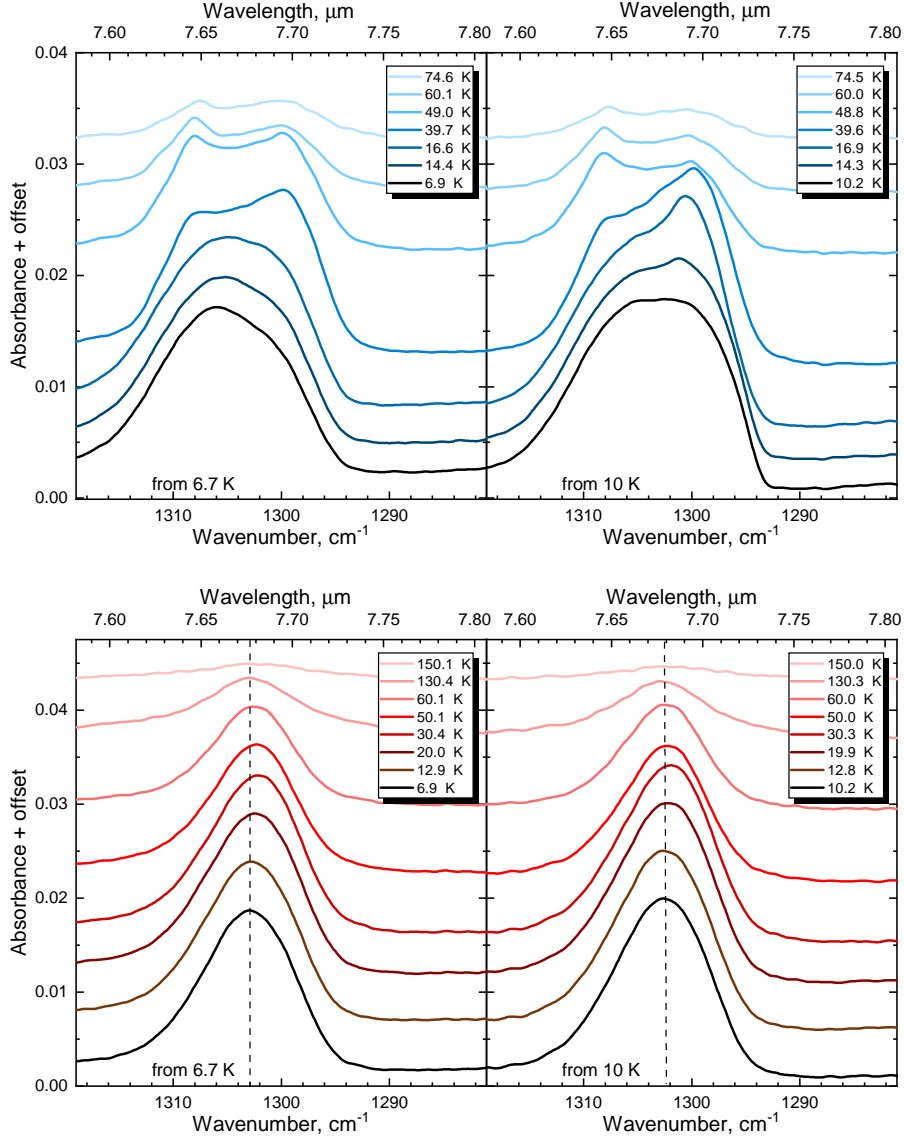 Wavelength, μm Wavelength, μm
7.60 7.65 7.70 7.75 7.80 7.60 7.65 7.70 7.75 7.80
0.04
0.03
0.02
0.01
0.00
Absorbance + offset
74.6 K
60.1 K
49.0 K
39.7 K
16.6 K
14.4 K
6.9 K
from 6.7 K
74.5 K
60.0 K
48.8 K
39.6 K
16.9 K
14.3 K
10.2 K
from 10 K
1310 1300 1290 1310 1300 1290
Wavenumber, cm⁻¹ Wavenumber, cm⁻¹
Wavelength, μm Wavelength, μm
7.60 7.65 7.70 7.75 7.80 7.60 7.65 7.70 7.75 7.80
0.04
0.03
0.02
0.01
0.00
Absorbance + offset
150.1 K
130.4 K
60.1 K
50.1 K
30.4 K
20.0 K
12.9 K
6.9 K
from 6.7 K
150.0 K
130.3 K
60.0 K
50.0 K
30.3 K
19.9 K
12.8 K
10.2 K
from 10 K
1310 1300 1290 1310 1300 1290
Wavenumber, cm⁻¹ Wavenumber, cm⁻¹